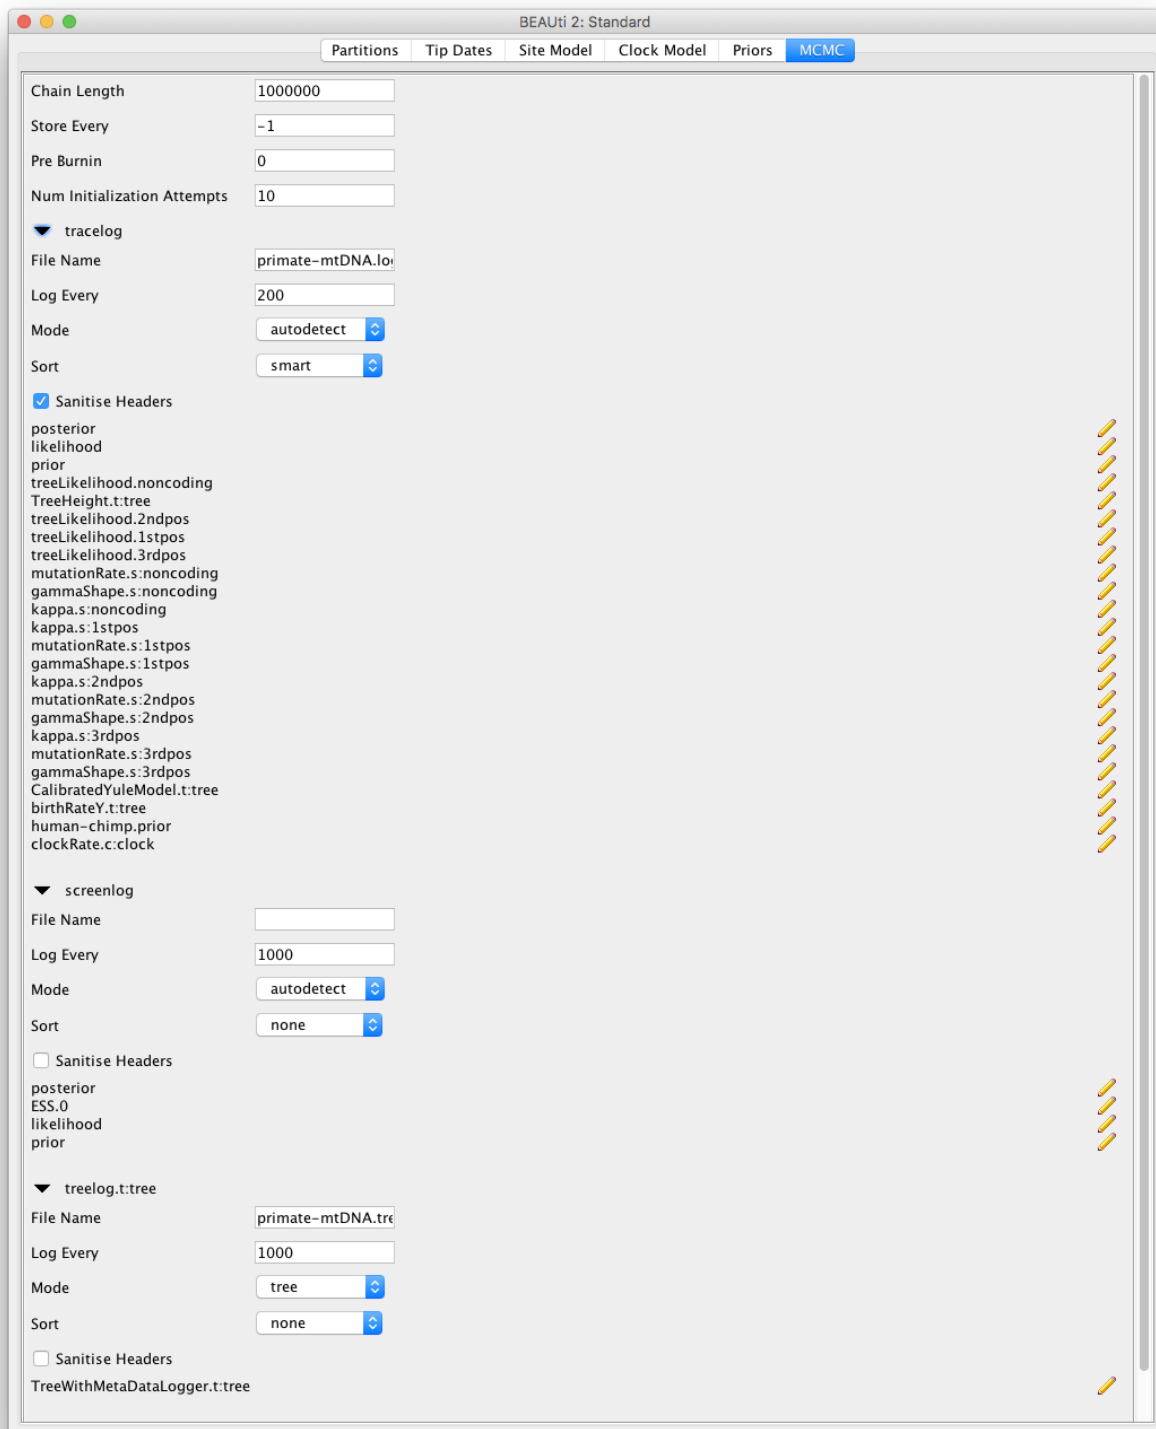 BEAUti 2: Standard
Partitions Tip Dates Site Model Clock Model Priors MCMC
Chain Length 1000000
Store Every -1
Pre Burnin 0
Num Initialization Attempts 10
tracelog
File Name primate-mtDNA.log
Log Every 200
Mode autodetect
Sort smart
Sanitise Headers
posterior
likelihood
prior
treeLikelihood.noncoding
TreeHeight.t:tree
treeLikelihood.2ndpos
treeLikelihood.1stpos
treeLikelihood.3rdpos
mutationRate.s:noncoding
gammaShape.s:noncoding
kappa.s:noncoding
kappa.s:1stpos
mutationRate.s:1stpos
gammaShape.s:1stpos
kappa.s:2ndpos
mutationRate.s:2ndpos
gammaShape.s:2ndpos
kappa.s:3rdpos
mutationRate.s:3rdpos
gammaShape.s:3rdpos
CalibratedYuleModel.t:tree
birthRateY.t:tree
human-chimp.prior
clockRate.c:clock
screenlog
File Name
Log Every 1000
Mode autodetect
Sort none
Sanitise Headers
posterior
ESS.0
likelihood
prior
treelog.t:tree
File Name primate-mtDNA.tre
Log Every 1000
Mode tree
Sort none
Sanitise Headers
TreeWithMetaDataLogger.t:tree